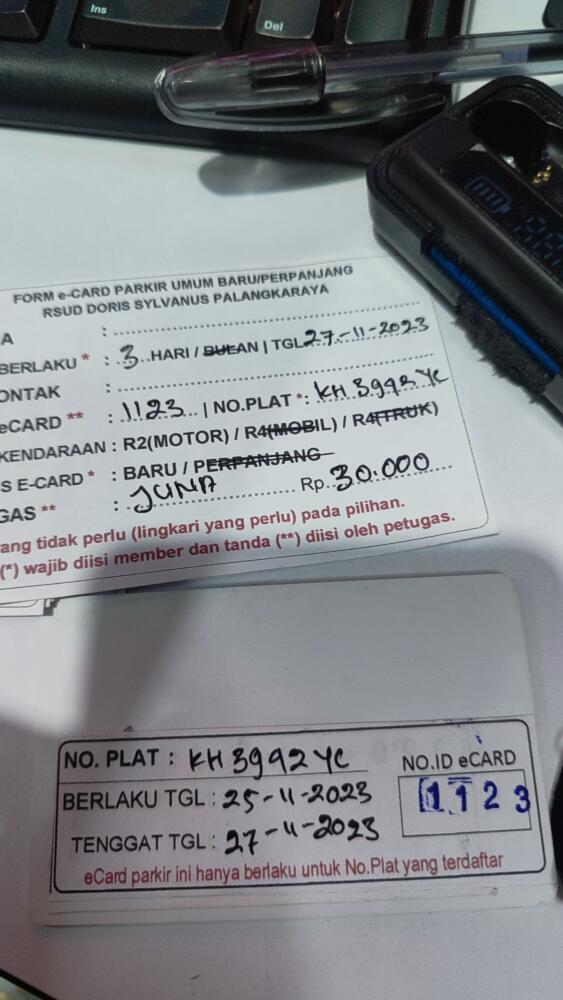 Ins
Del
FORM e-CARD PARKIR UMUM BARU/PERPANJANG
RSUD DORIS SYLVANUS PALANGKARAYA
A :
BERLAKU * : 3 HARI / BULAN | TGL 27-11-2023
ONTAK :
eCARD ** : 1123 | NO.PLAT *: KH 3992 YC
KENDARAAN : R2(MOTOR) / R4(MOBIL) / R4(TRUK)
S E-CARD * : BARU / PERPANJANG
GAS ** : JUNA Rp. 30.000
ang tidak perlu (lingkari yang perlu) pada pilihan.
(*) wajib diisi member dan tanda (**) diisi oleh petugas.
NO. PLAT : KH 3992 YC
NO.ID eCARD
BERLAKU TGL : 25-11-2023
1123
TENGGAT TGL : 27-11-2023
eCard parkir ini hanya berlaku untuk No.Plat yang terdaftar